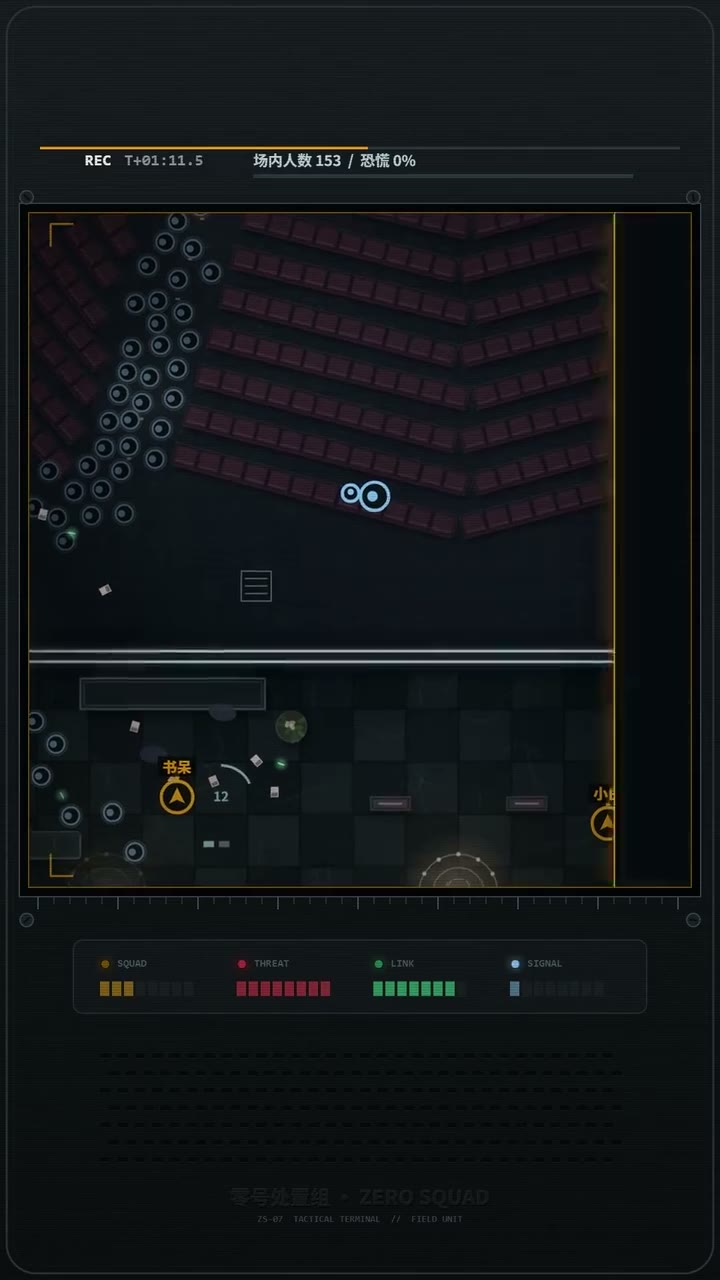 REC T+01:11.5 场内人数 153 / 恐慌 0%
书呆
12
SQUAD THREAT LINK SIGNAL
零号处置组 · ZERO SQUAD
ZS-07 TACTICAL TERMINAL // FIELD UNIT